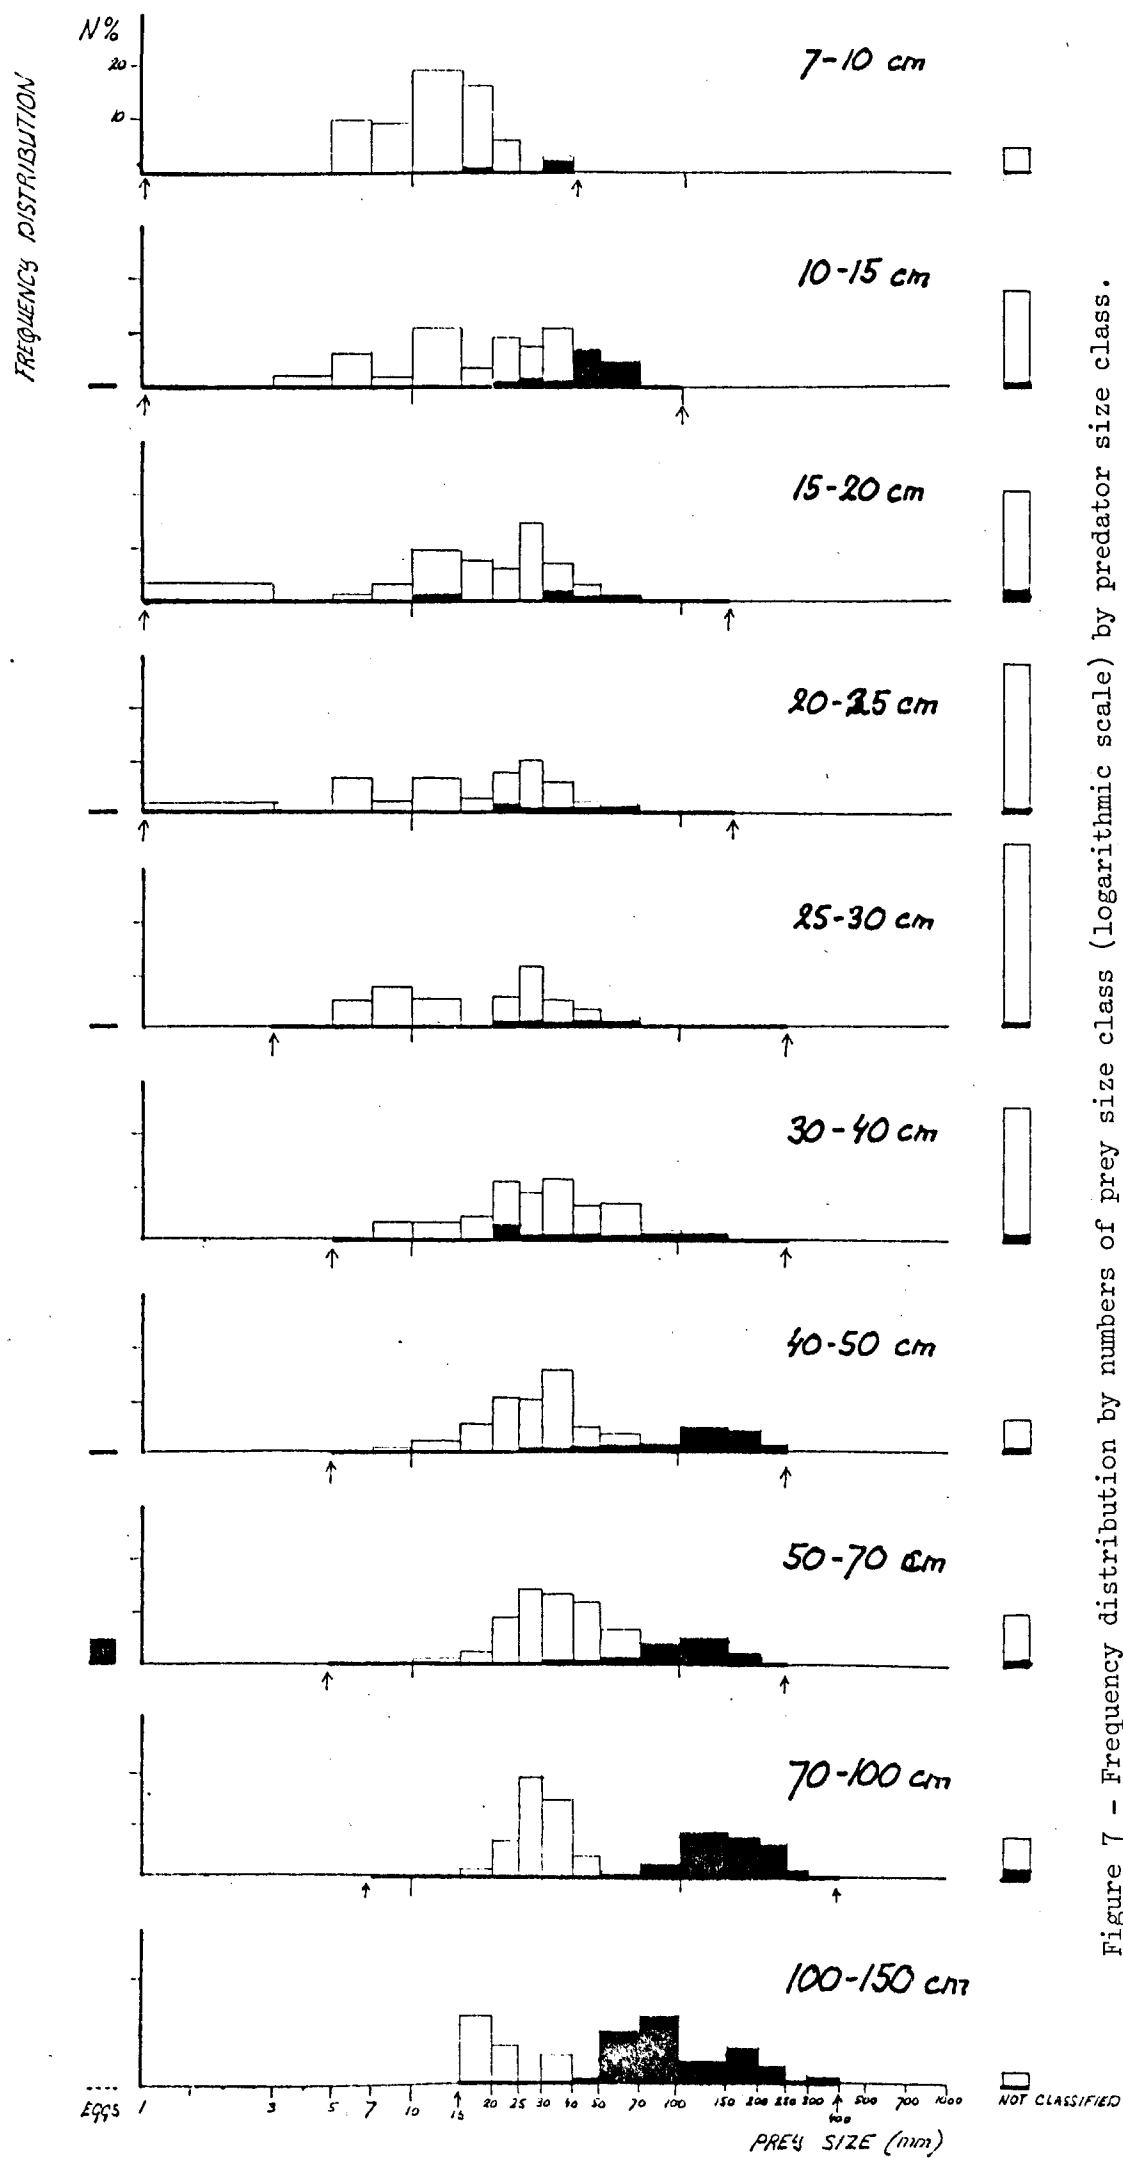 N%
20
10
FREQUENCY DISTRIBUTION
7-10 cm
10-15 cm
15-20 cm
20-25 cm
25-30 cm
30-40 cm
40-50 cm
50-70 cm
70-100 cm
100-150 cm
EGGS 1 3 5 7 10 15 20 25 30 40 50 70 100 150 200 250 300 400 500 700 1000 NOT CLASSIFIED
PREY SIZE (mm)
Figure 7 - Frequency distribution by numbers of prey size class (logarithmic scale) by predator size class.